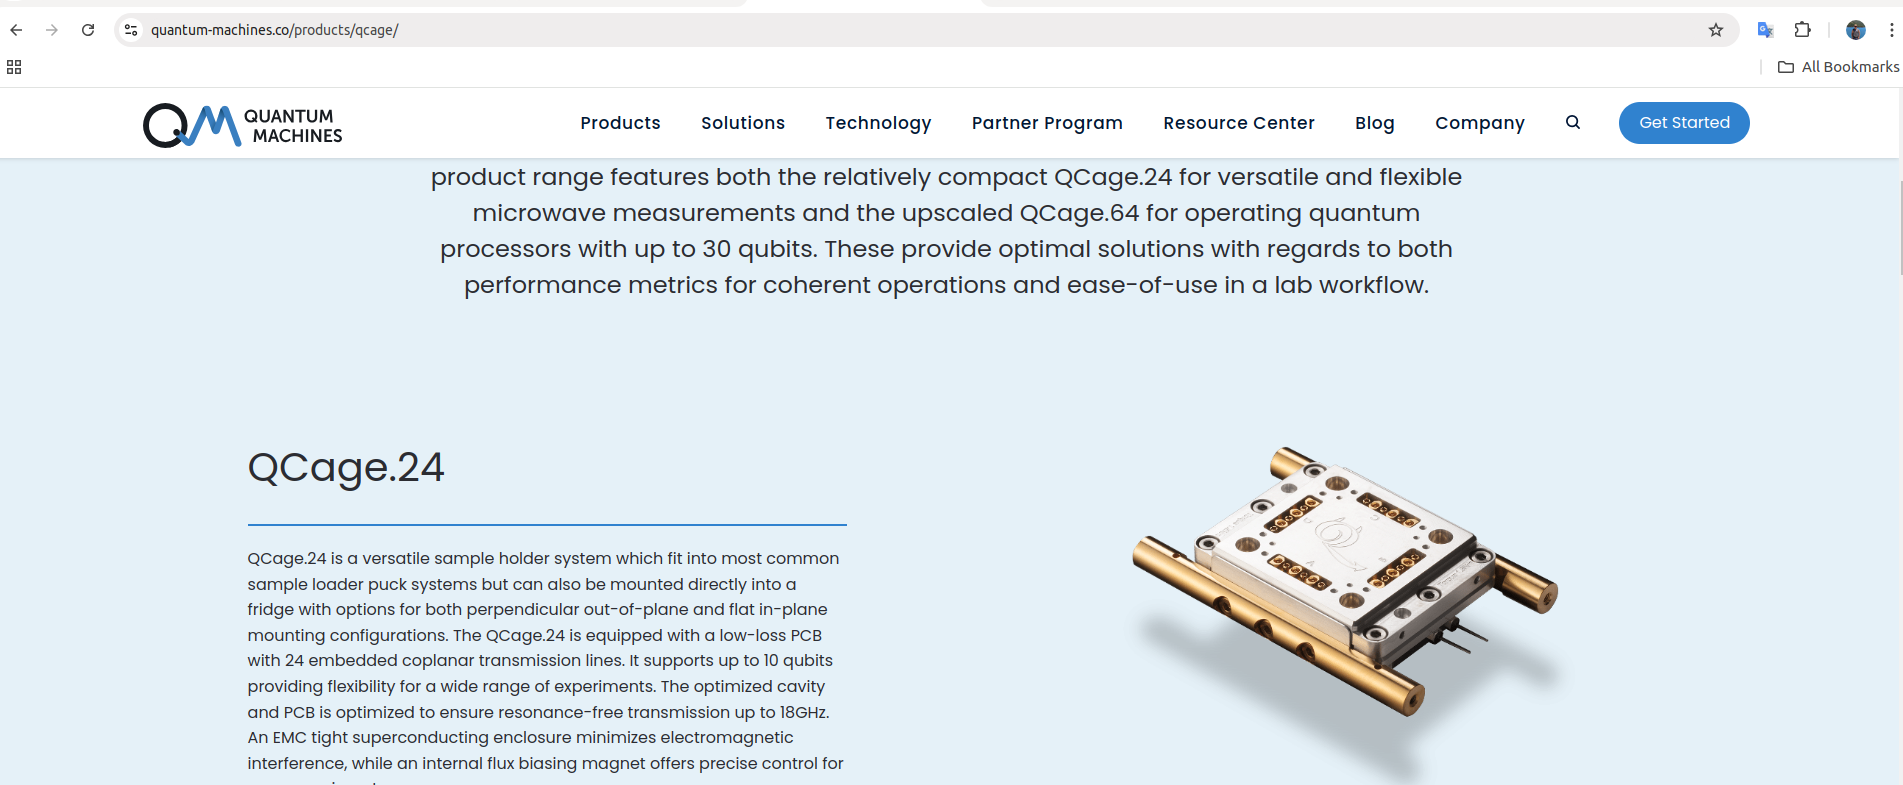 quantum-machines.co/products/qcage/
All Bookmarks
QUANTUM
MACHINES
Products
Solutions
Technology
Partner Program
Resource Center
Blog
Company
Get Started
product range features both the relatively compact QCage.24 for versatile and flexible
microwave measurements and the upscaled QCage.64 for operating quantum
processors with up to 30 qubits. These provide optimal solutions with regards to both
performance metrics for coherent operations and ease-of-use in a lab workflow.
QCage.24
QCage.24 is a versatile sample holder system which fit into most common
sample loader puck systems but can also be mounted directly into a
fridge with options for both perpendicular out-of-plane and flat in-plane
mounting configurations. The QCage.24 is equipped with a low-loss PCB
with 24 embedded coplanar transmission lines. It supports up to 10 qubits
providing flexibility for a wide range of experiments. The optimized cavity
and PCB is optimized to ensure resonance-free transmission up to 18GHz.
An EMC tight superconducting enclosure minimizes electromagnetic
interference, while an internal flux biasing magnet offers precise control for